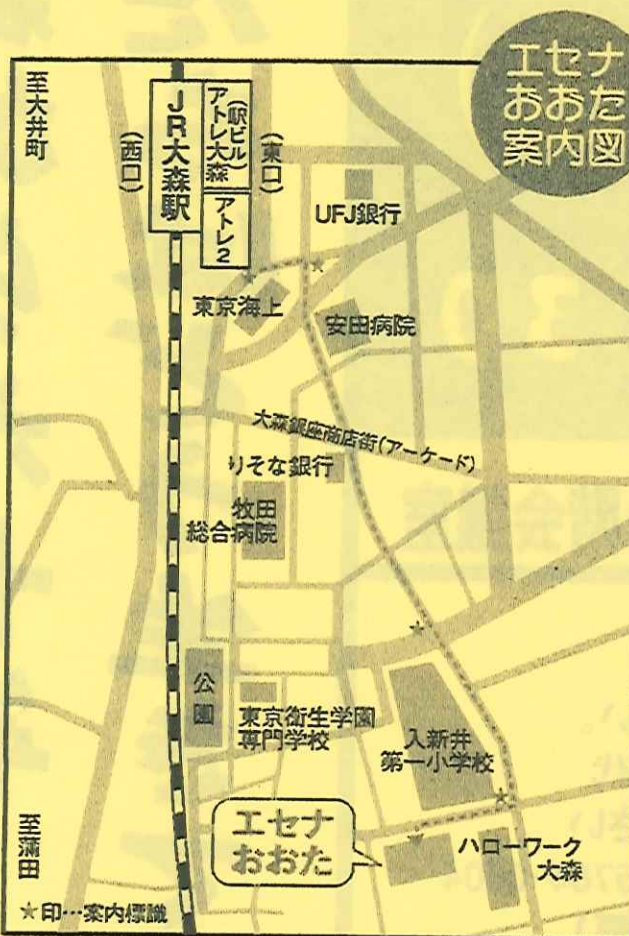 エセナ
おおた
案内図
至大井町
(西口)
JR大森駅
(駅ビル)
アトレ大森
アトレ2
(東口)
UFJ銀行
東京海上
安田病院
大森銀座商店街(アーケード)
りそな銀行
牧田
総合病院
公園
東京衛生学園
専門学校
入新井
第一小学校
エセナ
おおた
ハローワーク
大森
至蒲田
★印…案内標識